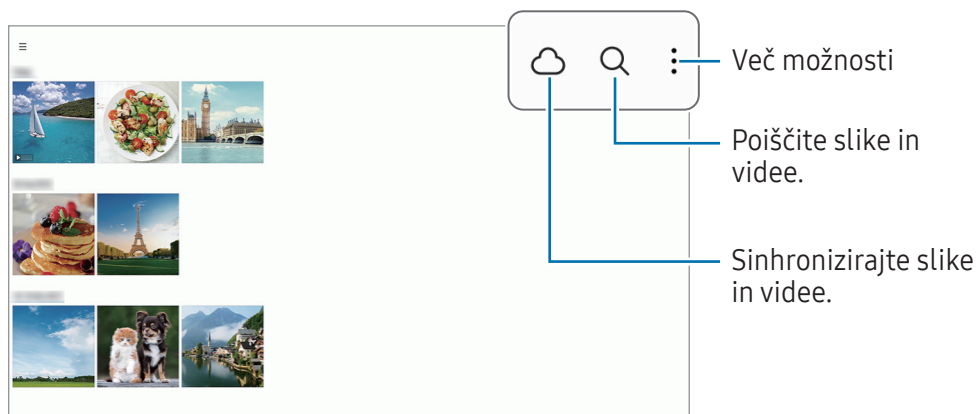 Več možnosti
Poiščite slike in
videe.
Sinhronizirajte slike
in videe.